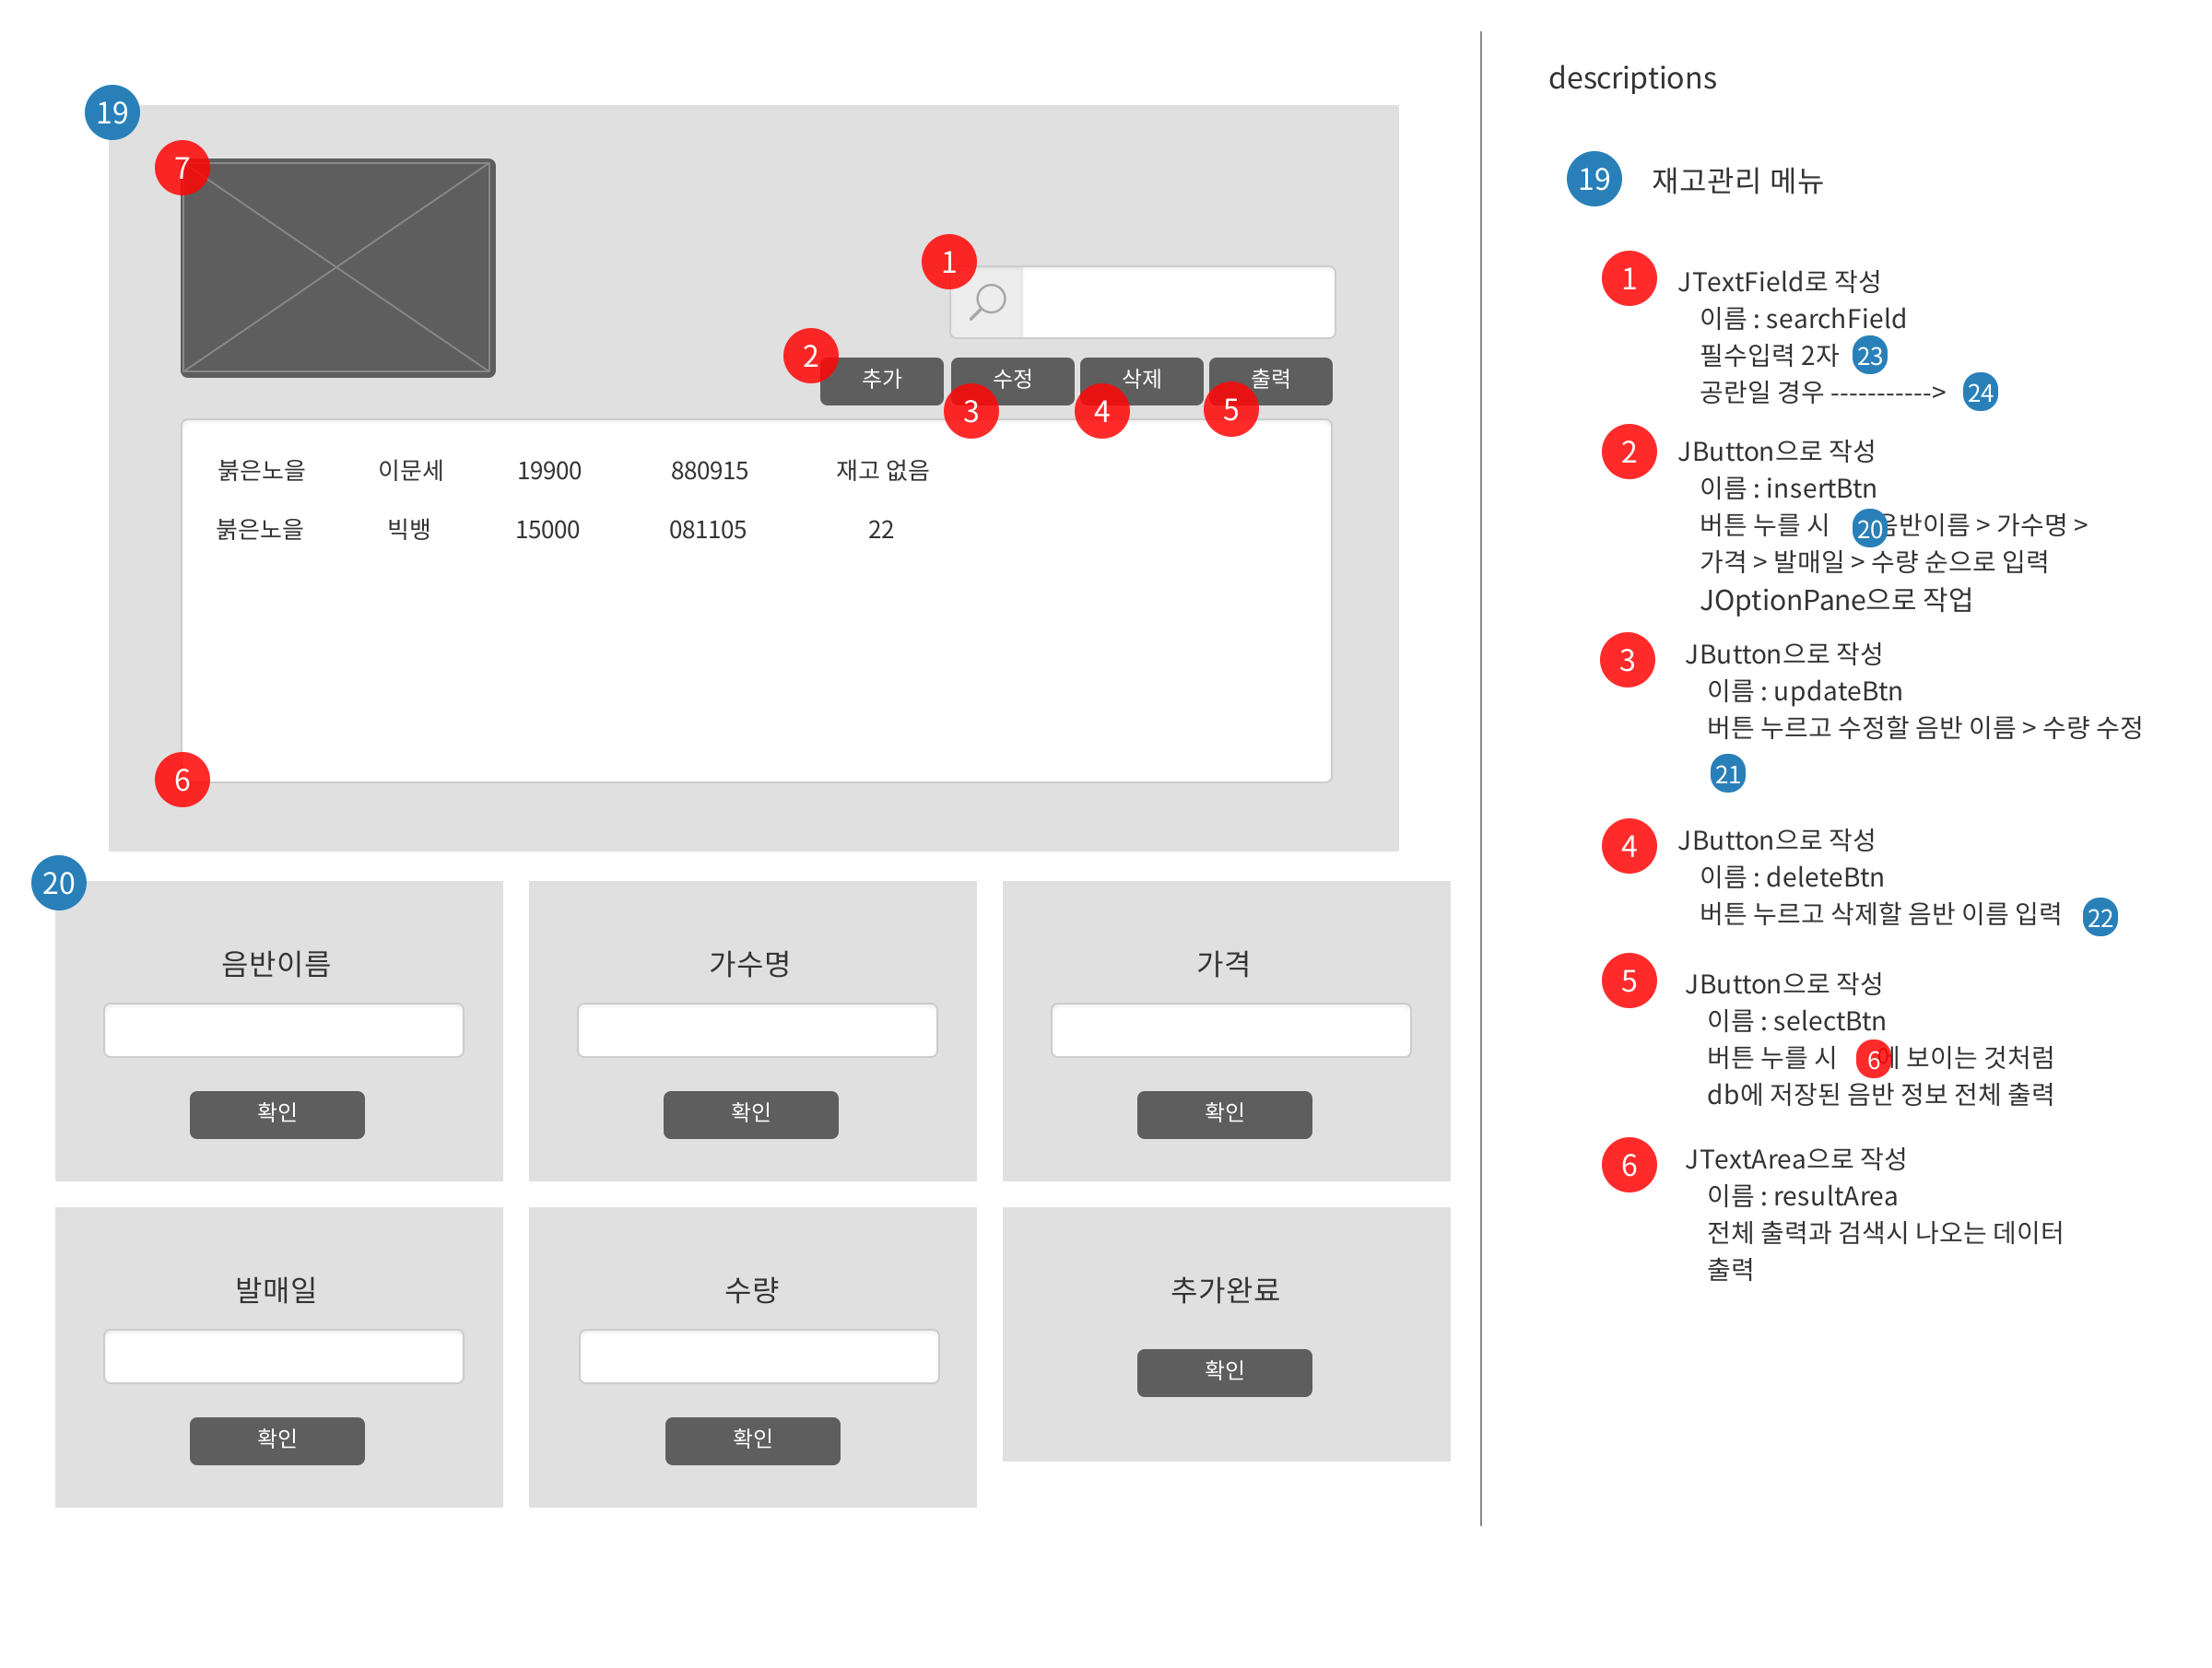 19
7
1
2
추가 수정 삭제 출력
3 4 5
붉은노을 이문세 19900 880915 재고 없음
붉은노을 빅뱅 15000 081105 22
6
20
음반이름
확인
가수명
확인
가격
확인
발매일
확인
수량
확인
추가완료
확인
descriptions
19 재고관리 메뉴
1 JTextField로 작성
이름 : searchField
필수입력 2자 23
공란일 경우 -----------> 24
2 JButton으로 작성
이름 : insertBtn
버튼 누를 시 20 음반이름 > 가수명 >
가격 > 발매일 > 수량 순으로 입력
JOptionPane으로 작업
3 JButton으로 작성
이름 : updateBtn
버튼 누르고 수정할 음반 이름 > 수량 수정
21
4 JButton으로 작성
이름 : deleteBtn
버튼 누르고 삭제할 음반 이름 입력 22
5 JButton으로 작성
이름 : selectBtn
버튼 누를 시 6에 보이는 것처럼
db에 저장된 음반 정보 전체 출력
6 JTextArea으로 작성
이름 : resultArea
전체 출력과 검색시 나오는 데이터
출력